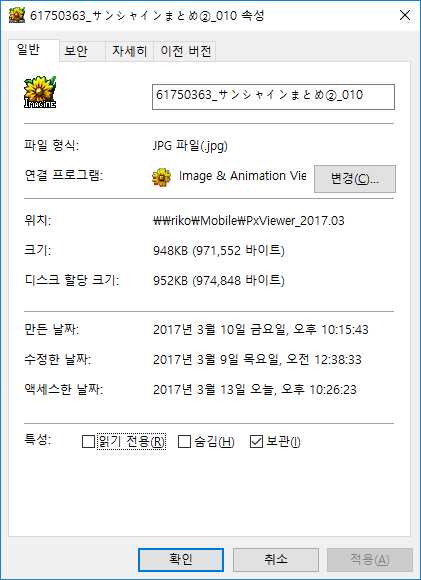 61750363_サンシャインまとめ②_010 속성
일반 보안 자세히 이전 버전
IMAGINE
61750363_サンシャインまとめ②_010
파일 형식: JPG 파일(.jpg)
연결 프로그램: Image & Animation Vie 변경(C)...
위치: ₩₩riko₩Mobile₩PxViewer_2017.03
크기: 948KB (971,552 바이트)
디스크 할당 크기: 952KB (974,848 바이트)
만든 날짜: 2017년 3월 10일 금요일, 오후 10:15:43
수정한 날짜: 2017년 3월 9일 목요일, 오전 12:38:33
액세스한 날짜: 2017년 3월 13일 오늘, 오후 10:26:23
특성: 읽기 전용(R) 숨김(H) 보관(I)
확인 취소 적용(A)